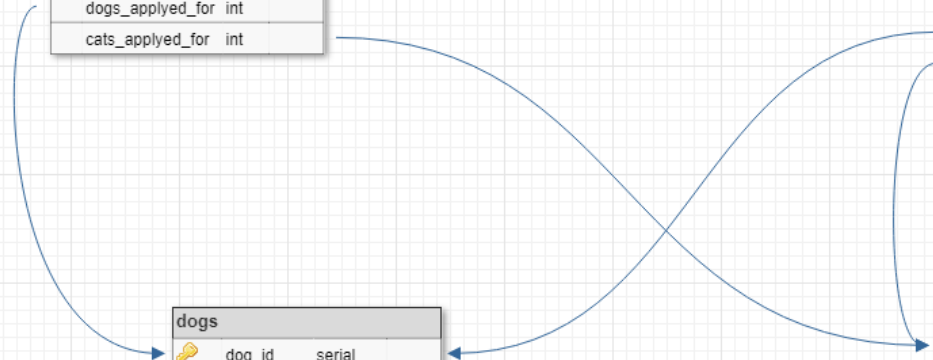 dogs_applyed_for int
cats_applyed_for int
dogs
dog_id serial